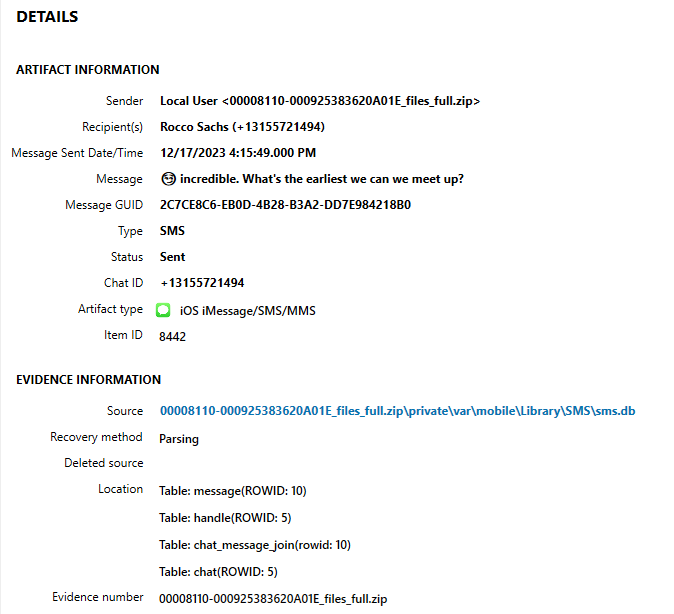 DETAILS
ARTIFACT INFORMATION
Sender Local User <00008110-000925383620A01E_files_full.zip>
Recipient(s) Rocco Sachs (+13155721494)
Message Sent Date/Time 12/17/2023 4:15:49.000 PM
Message 😏 incredible. What's the earliest we can we meet up?
Message GUID 2C7CE8C6-EB0D-4B28-B3A2-DD7E984218B0
Type SMS
Status Sent
Chat ID +13155721494
Artifact type iOS iMessage/SMS/MMS
Item ID 8442
EVIDENCE INFORMATION
Source 00008110-000925383620A01E_files_full.zip\private\var\mobile\Library\SMS\sms.db
Recovery method Parsing
Deleted source
Location Table: message(ROWID: 10)
Table: handle(ROWID: 5)
Table: chat_message_join(rowid: 10)
Table: chat(ROWID: 5)
Evidence number 00008110-000925383620A01E_files_full.zip